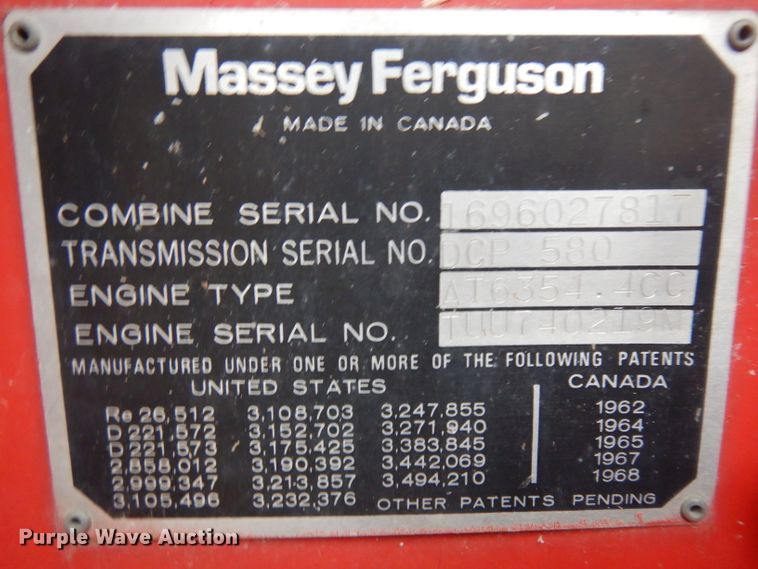 Massey Ferguson
MADE IN CANADA
COMBINE SERIAL NO. 1696027817
TRANSMISSION SERIAL NO. DCP 580
ENGINE TYPE AT6354.4CC
ENGINE SERIAL NO. TUU740219M
MANUFACTURED UNDER ONE OR MORE OF THE FOLLOWING PATENTS
UNITED STATES CANADA
Re 26,512 3,108,703 3,247,855 1962
D 221,572 3,152,702 3,271,940 1964
D 221,573 3,175,425 3,383,845 1965
2,858,012 3,190,392 3,442,069 1967
2,999,347 3,213,857 3,494,210 1968
3,105,496 3,232,376 OTHER PATENTS PENDING
Purple Wave Auction